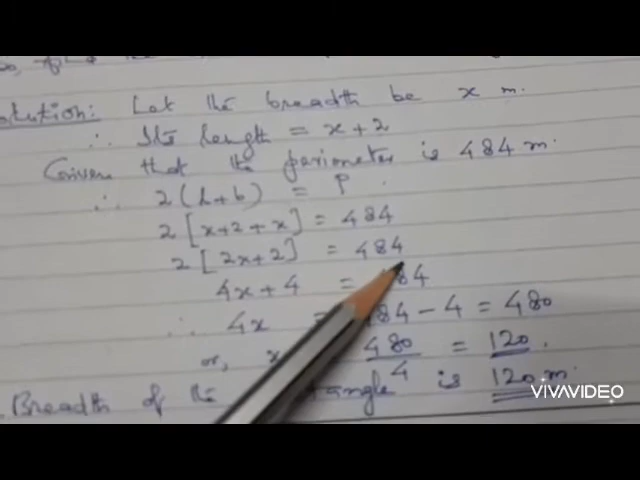 Solution: Let the breadth be x m.
∴ Its length = x+2
Given that the perimeter is 484 m.
∴ 2(l+b) = P.
2[x+2+x] = 484
2[2x+2] = 484
4x+4 = 484
∴ 4x = 484 - 4 = 480
or, x 480/4 = 120.
Breadth of the is 120 m.
VIVAVIDEO